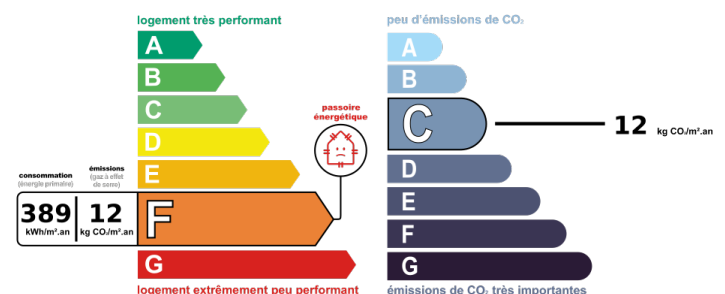 logement très performant
A
B
C
D
E
F
G
logement extrêmement peu performant
consommation
(énergie primaire)
émissions
(gaz à effet
de serre)
389
kWh/m².an
12
kg CO₂/m².an
passoire
énergétique
peu d'émissions de CO₂
A
B
C
D
E
F
G
12 kg CO₂/m².an
émissions de CO₂ très importantes